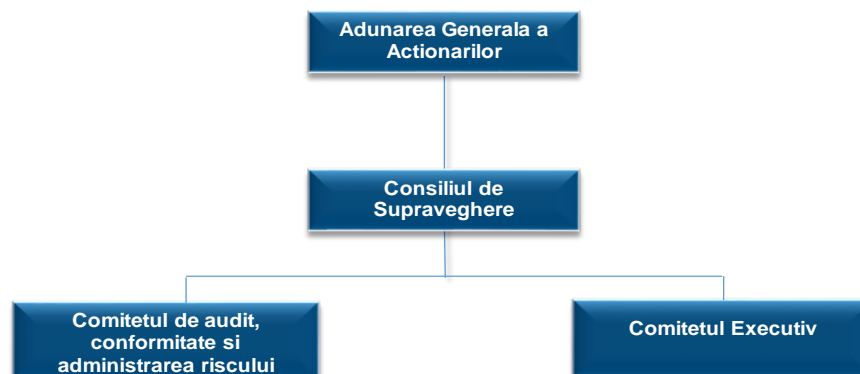 Adunarea Generala a
Actionarilor
Consiliul de
Supraveghere
Comitetul de audit,
conformitate si
administrarea riscului
Comitetul Executiv